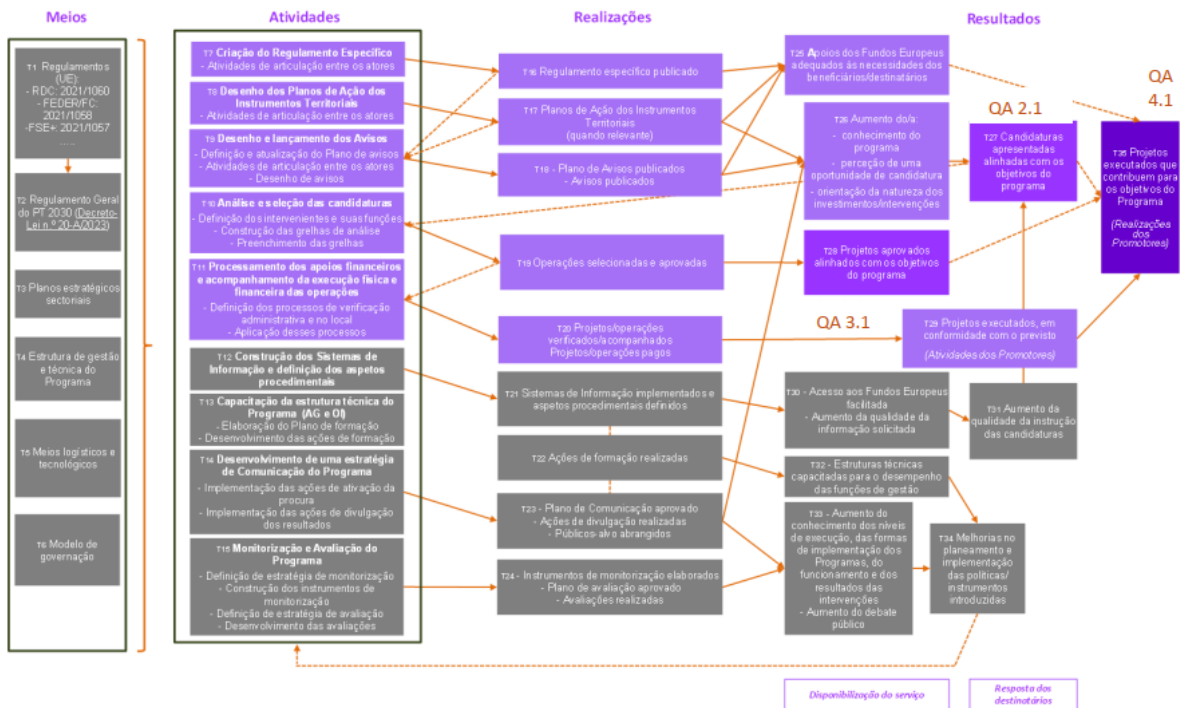 Meios
Atividades
Realizações
Resultados
T1 Regulamentos
(UE):
- RDC: 2021/1060
- FEDER/FC:
2021/1058
-FSE+: 2021/1057
......
T2 Regulamento Geral
do PT 2030 (Decreto-
Lei n.º 20-A/2023)
T3 Planos estratégicos
sectoriais
T4 Estrutura de gestão
e técnica do
Programa
T5 Meios logísticos e
tecnológicos
T6 Modelo de
governação
T7 Criação do Regulamento Específico
- Atividades de articulação entre os atores
T8 Desenho dos Planos de Ação dos
Instrumentos Territoriais
- Atividades de articulação entre os atores
T9 Desenho e lançamento dos Avisos
- Definição e atualização do Plano de avisos
- Atividades de articulação entre os atores
- Desenho de avisos
T10 Análise e seleção das candidaturas
- Definição dos intervenientes e suas funções
- Construção das grelhas de análise
- Preenchimento das grelhas
T11 Processamento dos apoios financeiros
e acompanhamento da execução física e
financeira das operações
- Definição dos processos de verificação
administrativa e no local
- Aplicação desses processos
T12 Construção dos Sistemas de
Informação e definição dos aspetos
procedimentais
T13 Capacitação da estrutura técnica do
Programa (AG e OI)
- Elaboração do Plano de formação
- Desenvolvimento das ações de formação
T14 Desenvolvimento de uma estratégia
de Comunicação do Programa
- Implementação das ações de ativação da
procura
- Implementação das ações de divulgação
dos resultados
T15 Monitorização e Avaliação do
Programa
- Definição de estratégia de monitorização
- Construção dos instrumentos de
monitorização
- Definição de estratégia de avaliação
- Desenvolvimento das avaliações
T16 Regulamento específico publicado
T17 Planos de Ação dos Instrumentos
Territoriais
(quando relevante)
T18 - Plano de Avisos publicados
- Avisos publicados
T19 Operações selecionadas e aprovadas
T20 Projetos/operações
verificados/acompanhados
Projetos/operações pagos
T21 Sistemas de Informação implementados e
aspetos procedimentais definidos
T22 Ações de formação realizadas
T23 - Plano de Comunicação aprovado
- Ações de divulgação realizadas
- Públicos-alvo abrangidos
T24 - Instrumentos de monitorização elaborados
- Plano de avaliação aprovado
- Avaliações realizadas
T25 Apoios dos Fundos Europeus
adequados às necessidades dos
beneficiários/destinatários
T26 Aumento do/a:
- conhecimento do
programa
- perceção de uma
oportunidade de candidatura
- orientação da natureza dos
investimentos/intervenções
QA 2.1
T27 Candidaturas
apresentadas
alinhadas com os
objetivos do
programa
T28 Projetos aprovados
alinhados com os objetivos
do programa
QA 3.1
T29 Projetos executados, em
conformidade com o previsto
(Atividades dos Promotores)
T30 - Acesso aos Fundos Europeus
facilitada
- Aumento da qualidade da
informação solicitada
T31 Aumento da
qualidade da instrução
das candidaturas
T32 - Estruturas técnicas
capacitadas para o desempenho
das funções de gestão
T33 - Aumento do
conhecimento dos níveis
de execução, das formas
de implementação dos
Programas, do
funcionamento e dos
resultados das
intervenções
- Aumento do debate
público
T34 Melhorias no
planeamento e
implementação
das políticas/
instrumentos
introduzidas
QA
4.1
T35 Projetos
executados que
contribuem para
os objetivos do
Programa
(Realizações
dos
Promotores)
Disponibilização do serviço
Resposta dos
destinatários